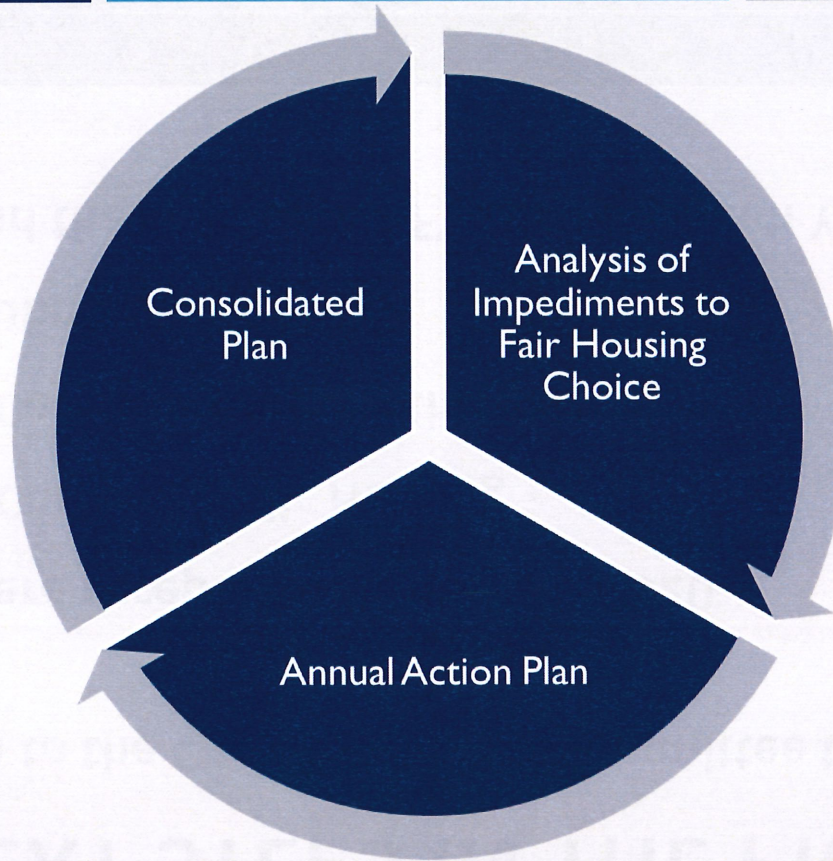 Consolidated
Plan
Analysis of
Impediments to
Fair Housing
Choice
Annual Action Plan